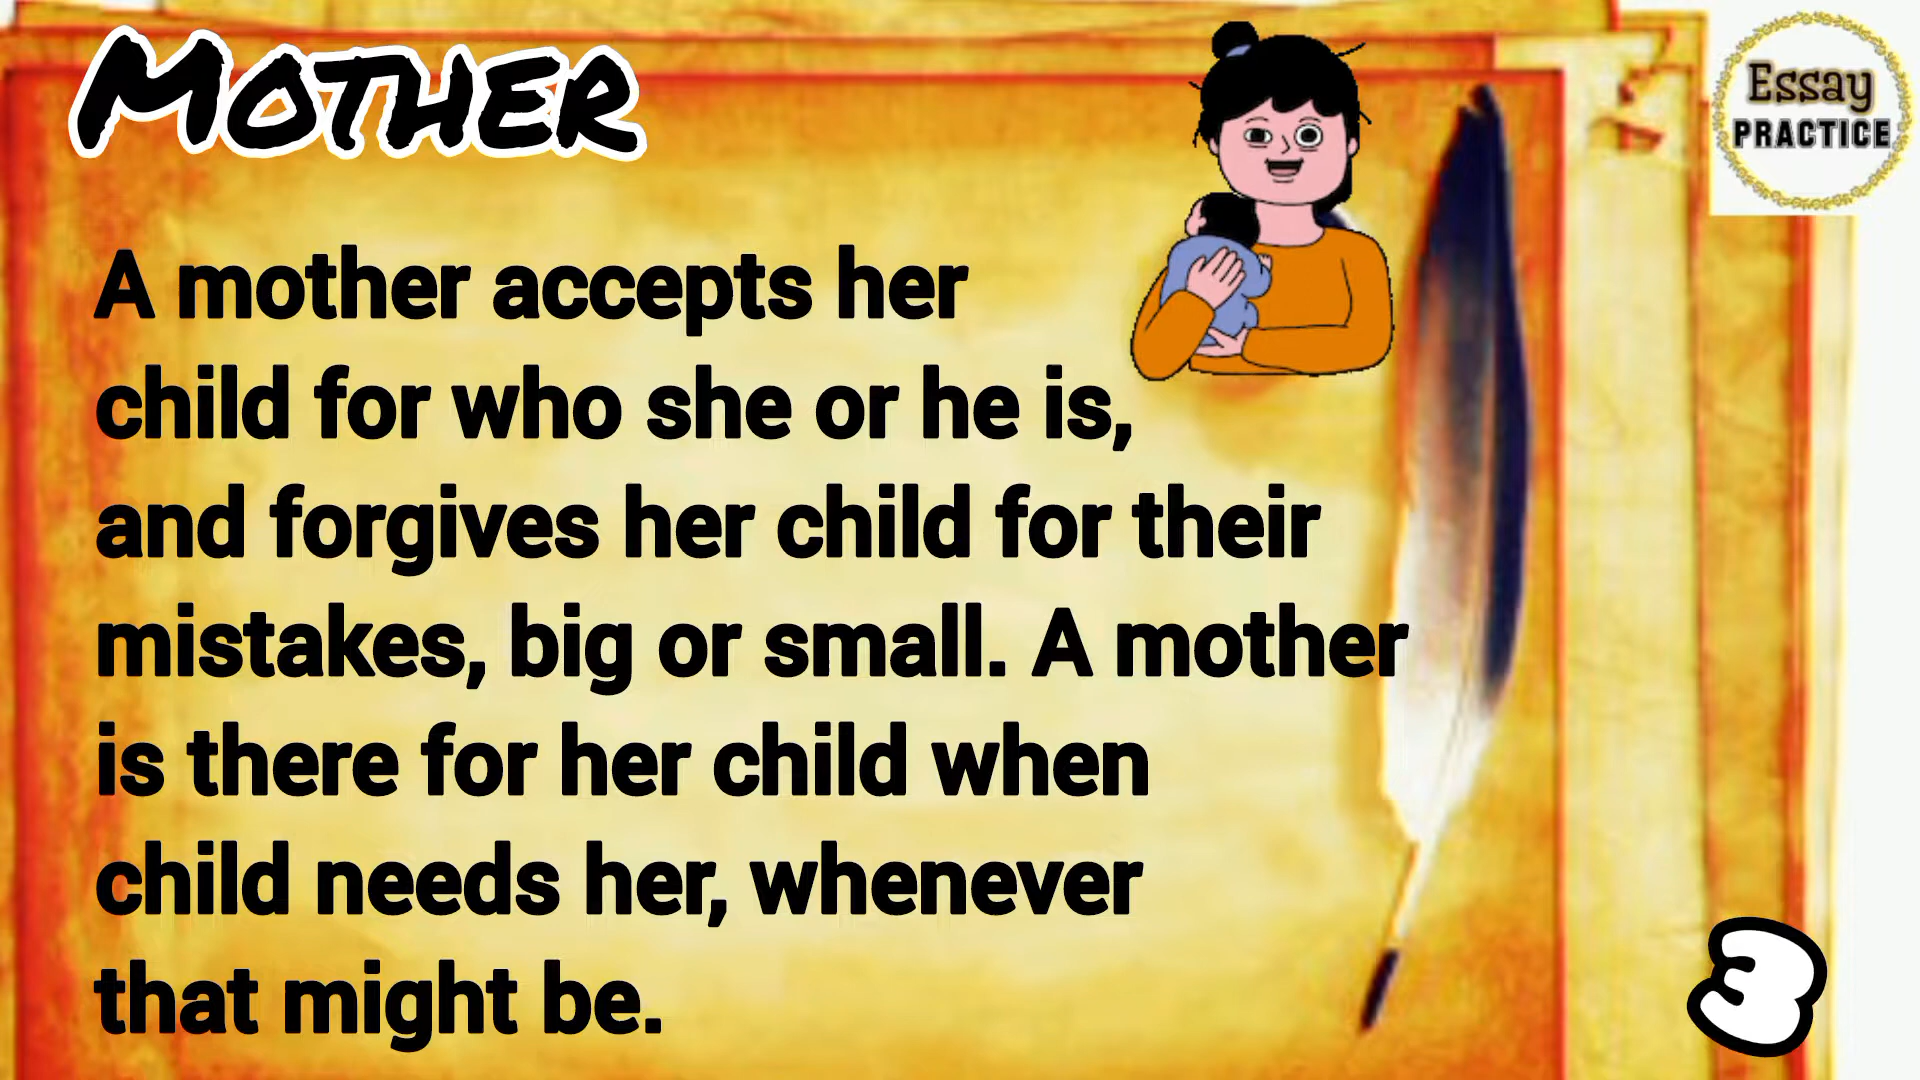 Mother
Essay
PRACTICE
A mother accepts her
child for who she or he is,
and forgives her child for their
mistakes, big or small. A mother
is there for her child when
child needs her, whenever
that might be.
3